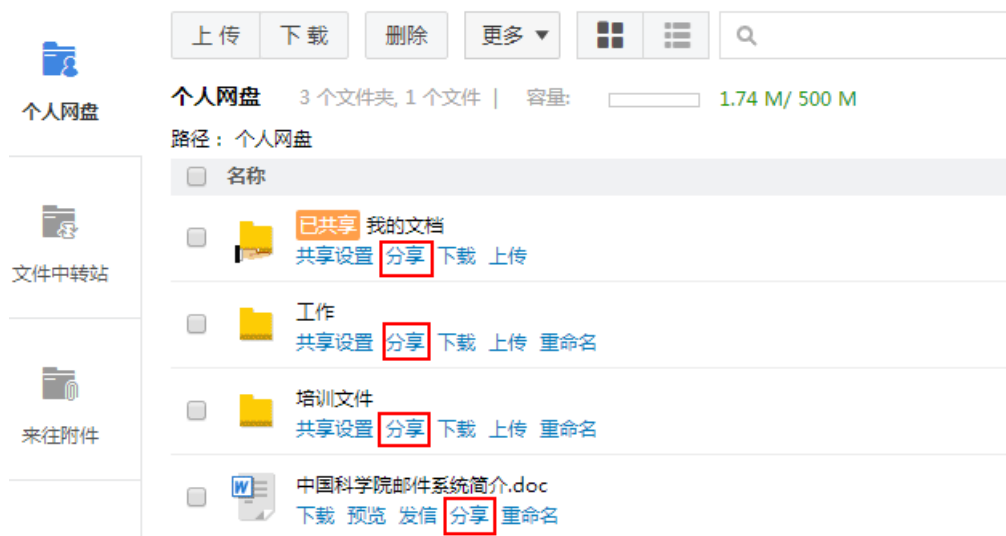 上传 下载 删除 更多
个人网盘 3 个文件夹, 1 个文件 | 容量: 1.74 M/ 500 M
路径： 个人网盘
名称
已共享 我的文档
共享设置 分享 下载 上传
工作
共享设置 分享 下载 上传 重命名
培训文件
共享设置 分享 下载 上传 重命名
中国科学院邮件系统简介.doc
下载 预览 发信 分享 重命名
个人网盘
文件中转站
来往附件